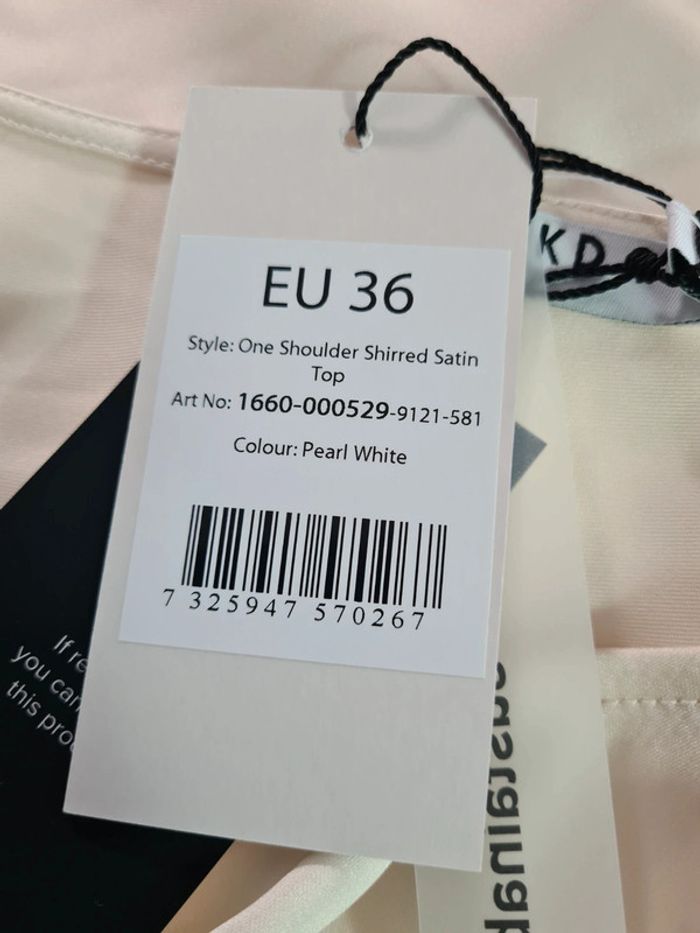 KD
EU 36
Style: One Shoulder Shirred Satin
Top
Art No: 1660-000529-9121-581
Colour: Pearl White
7 325947 570267
If re
you can
this pro